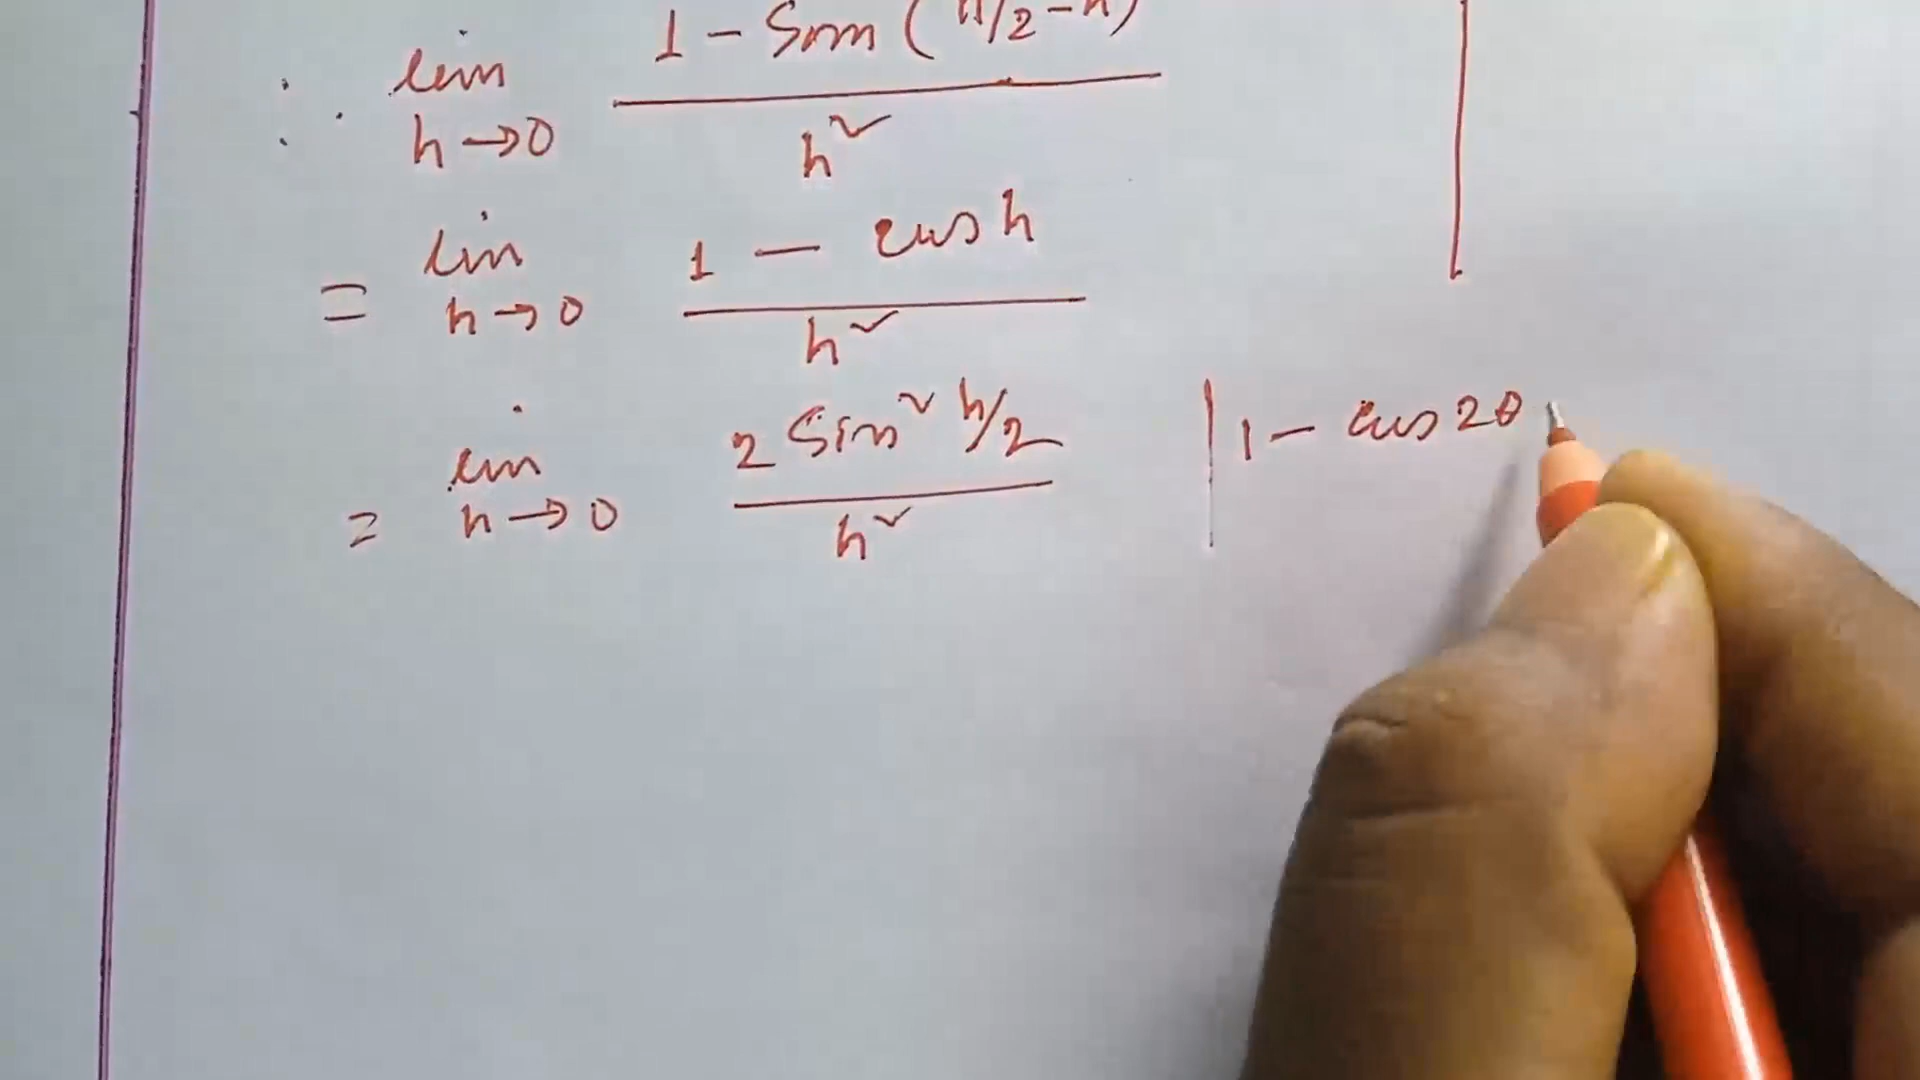 ∴ lim h→0 1 - Sin (π/2 - h) / h²
= lim h→0 1 - cos h / h²
= lim h→0 2 Sin² h/2 / h²
1 - cos 2θ